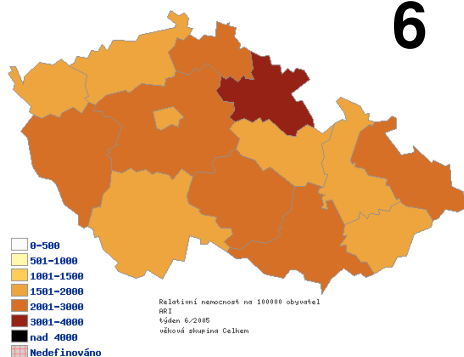 6
0-500
501-1000
1001-1500
1501-2000
2001-3000
3001-4000
nad 4000
Nedefinováno
Relativní nemocnost na 100000 obyvatel
ARI
týden 6/2005
věková skupina Celkem